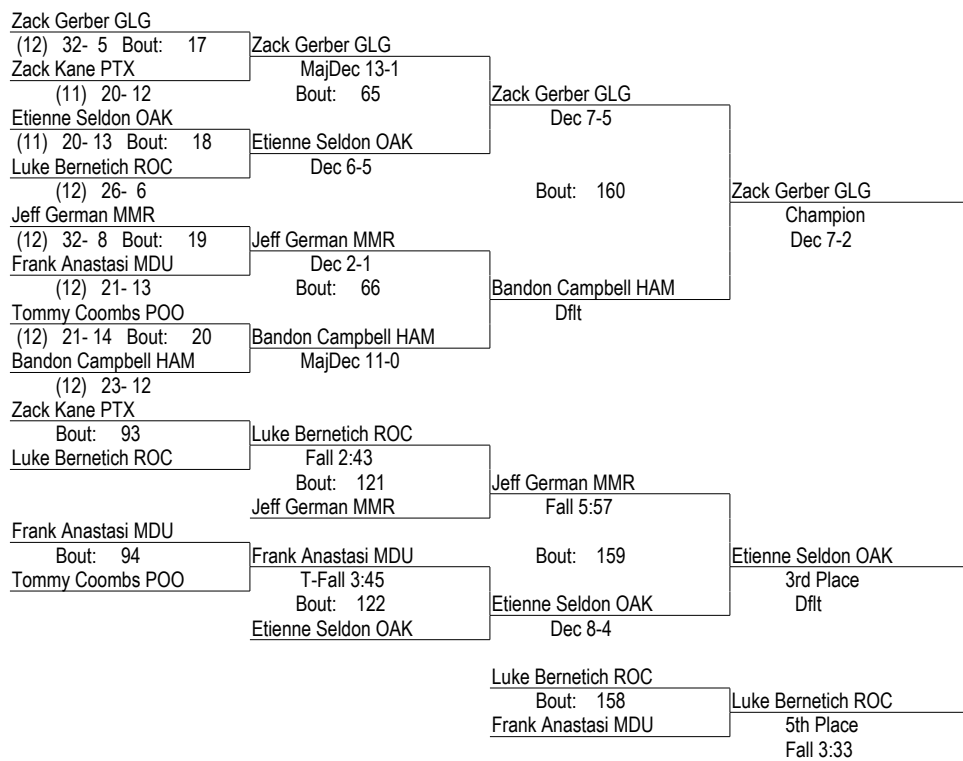 Zack Gerber GLG
(12) 32- 5 Bout: 17
Zack Gerber GLG
Zack Kane PTX
MajDec 13-1
(11) 20- 12
Bout: 65
Zack Gerber GLG
Etienne Seldon OAK
Dec 7-5
(11) 20- 13 Bout: 18
Etienne Seldon OAK
Luke Bernetich ROC
Dec 6-5
(12) 26- 6
Bout: 160
Zack Gerber GLG
Jeff German MMR
Champion
(12) 32- 8 Bout: 19
Jeff German MMR
Dec 7-2
Frank Anastasi MDU
Dec 2-1
(12) 21- 13
Bout: 66
Bandon Campbell HAM
Tommy Coombs POO
Dflt
(12) 21- 14 Bout: 20
Bandon Campbell HAM
Bandon Campbell HAM
MajDec 11-0
(12) 23- 12
Zack Kane PTX
Bout: 93
Luke Bernetich ROC
Luke Bernetich ROC
Fall 2:43
Bout: 121
Jeff German MMR
Jeff German MMR
Fall 5:57
Frank Anastasi MDU
Bout: 94
Frank Anastasi MDU
Bout: 159
Etienne Seldon OAK
Tommy Coombs POO
T-Fall 3:45
3rd Place
Bout: 122
Etienne Seldon OAK
Dflt
Etienne Seldon OAK
Dec 8-4
Luke Bernetich ROC
Bout: 158
Luke Bernetich ROC
Frank Anastasi MDU
5th Place
Fall 3:33